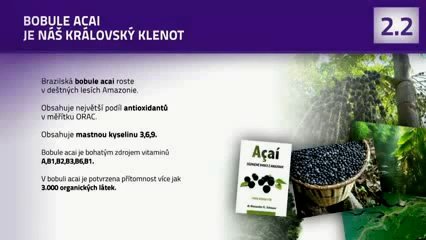 BOBULE ACAI
JE NÁŠ KRÁLOVSKÝ KLENOT
2.2
Brazilská bobule acai roste
v deštných lesích Amazonie.
Obsahuje největší podíl antioxidantů
v měřítku ORAC.
Obsahuje mastnou kyselinu 3,6,9.
Bobule acai je bohatým zdrojem vitaminů
A,B1,B2,B3,B6,B1.
V bobuli acai je potvrzena přítomnost více jak
3.000 organických látek.
Açaí